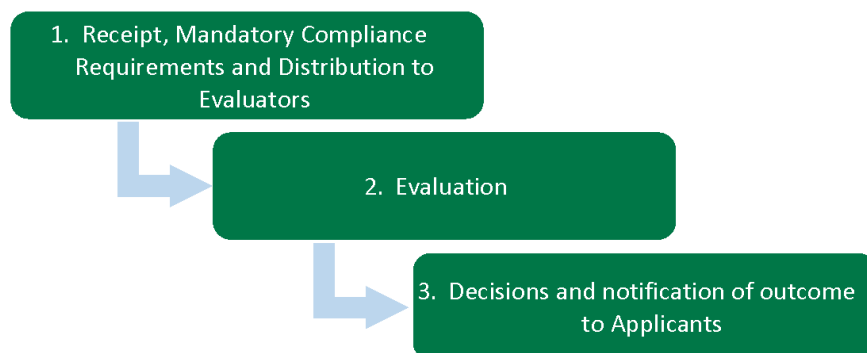 1. Receipt, Mandatory Compliance
Requirements and Distribution to
Evaluators
2. Evaluation
3. Decisions and notification of outcome
to Applicants